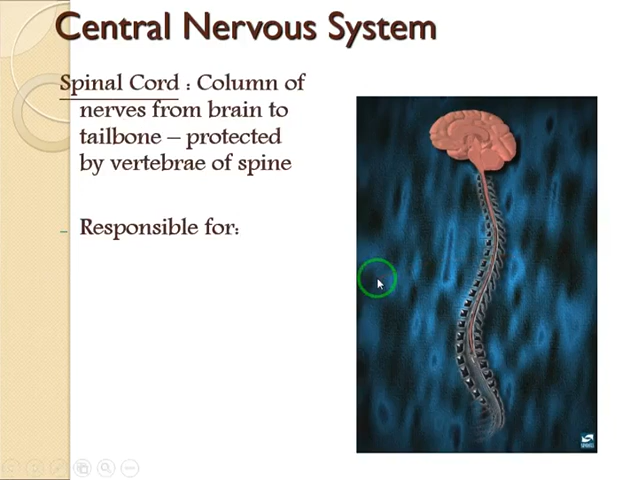 Central Nervous System
Spinal Cord : Column of
nerves from brain to
tailbone – protected
by vertebrae of spine
– Responsible for: